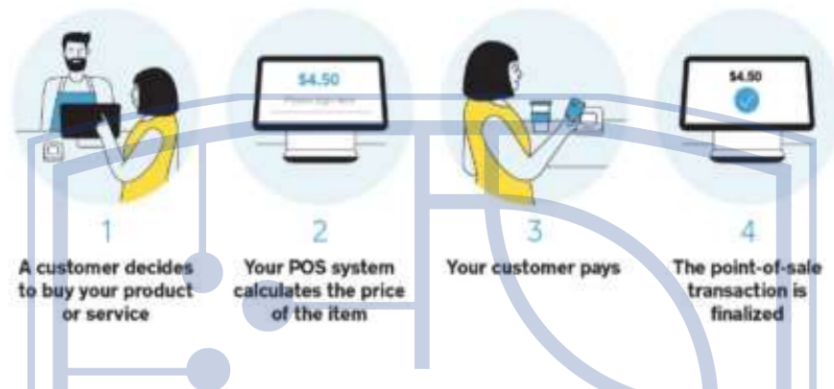 $4.50
$4.50
1
A customer decides
to buy your product
or service
2
Your POS system
calculates the price
of the item
3
Your customer pays
4
The point-of-sale
transaction is
finalized